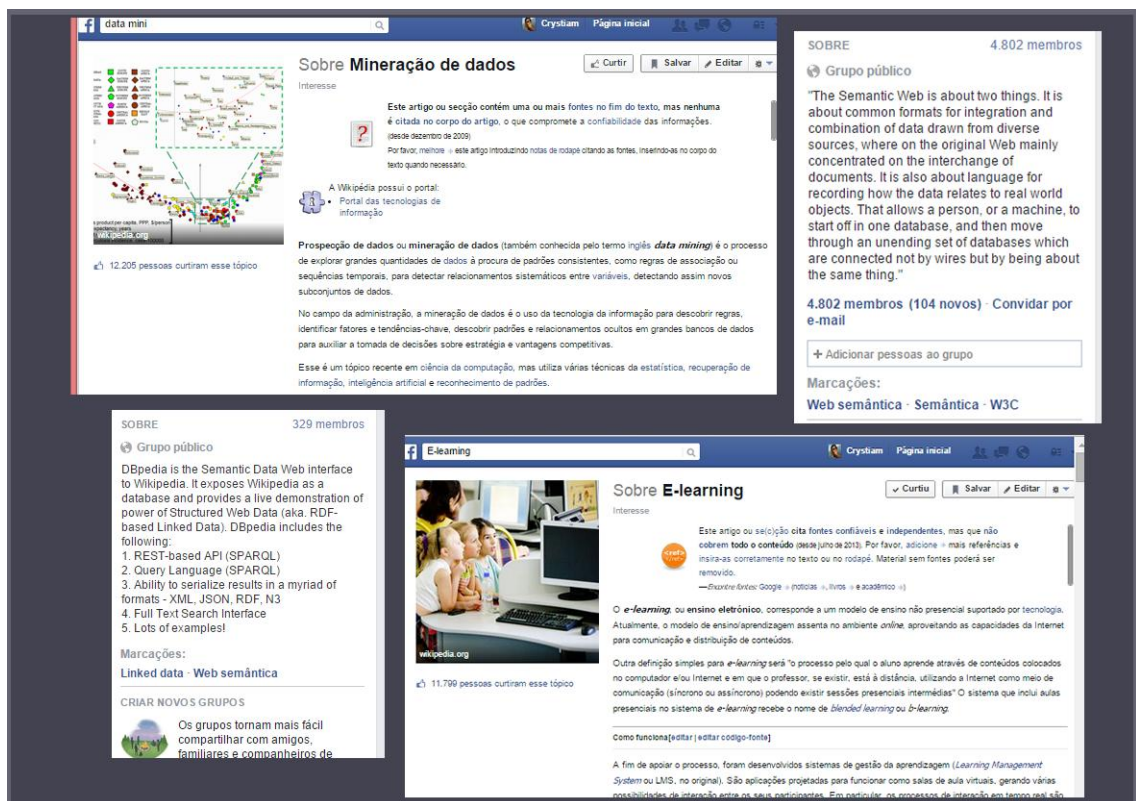 data mini
Crystiam Página inicial
Sobre Mineração de dados
Curtir Salvar Editar
Interesse
Este artigo ou secção contém uma ou mais fontes no fim do texto, mas nenhuma
é citada no corpo do artigo, o que compromete a confiabilidade das informações.
(desde dezembro de 2009)
Por favor, melhore este artigo introduzindo notas de rodapé citando as fontes, inserindo-as no corpo do
texto quando necessário.
A Wikipédia possui o portal:
• Portal das tecnologias de
informação
wikipedia.org
12.205 pessoas curtiram esse tópico
Prospecção de dados ou mineração de dados (também conhecida pelo termo inglês data mining) é o processo
de explorar grandes quantidades de dados à procura de padrões consistentes, como regras de associação ou
sequências temporais, para detectar relacionamentos sistemáticos entre variáveis, detectando assim novos
subconjuntos de dados.
No campo da administração, a mineração de dados é o uso da tecnologia da informação para descobrir regras,
identificar fatores e tendências-chave, descobrir padrões e relacionamentos ocultos em grandes bancos de dados
para auxiliar a tomada de decisões sobre estratégia e vantagens competitivas.
Esse é um tópico recente em ciência da computação, mas utiliza várias técnicas da estatística, recuperação de
informação, inteligência artificial e reconhecimento de padrões.
SOBRE 4.802 membros
Grupo público
"The Semantic Web is about two things. It is
about common formats for integration and
combination of data drawn from diverse
sources, where on the original Web mainly
concentrated on the interchange of
documents. It is also about language for
recording how the data relates to real world
objects. That allows a person, or a machine, to
start off in one database, and then move
through an unending set of databases which
are connected not by wires but by being about
the same thing."
4.802 membros (104 novos) · Convidar por
e-mail
+ Adicionar pessoas ao grupo
Marcações:
Web semântica · Semântica · W3C
SOBRE 329 membros
Grupo público
DBpedia is the Semantic Data Web interface
to Wikipedia. It exposes Wikipedia as a
database and provides a live demonstration of
power of Structured Web Data (aka. RDF-
based Linked Data). DBpedia includes the
following:
1. REST-based API (SPARQL)
2. Query Language (SPARQL)
3. Ability to serialize results in a myriad of
formats - XML, JSON, RDF, N3
4. Full Text Search Interface
5. Lots of examples!
Marcações:
Linked data · Web semântica
CRIAR NOVOS GRUPOS
Os grupos tornam mais fácil
compartilhar com amigos,
familiares e companheiros de
E-learning
Crystiam Página inicial
Sobre E-learning
Curtiu Salvar Editar
Interesse
Este artigo ou se(c)ção cita fontes confiáveis e independentes, mas que não
cobrem todo o conteúdo (desde junho de 2013). Por favor, adicione mais referências e
insira-as corretamente no texto ou no rodapé. Material sem fontes poderá ser
removido.
—Encontre fontes: Google (notícias, livros e acadêmico)
wikipedia.org
11.799 pessoas curtiram esse tópico
O e-learning, ou ensino eletrónico, corresponde a um modelo de ensino não presencial suportado por tecnologia.
Atualmente, o modelo de ensino/aprendizagem assenta no ambiente online, aproveitando as capacidades da Internet
para comunicação e distribuição de conteúdos.
Outra definição simples para e-learning será "o processo pelo qual o aluno aprende através de conteúdos colocados
no computador e/ou Internet e em que o professor, se existir, está à distância, utilizando a Internet como meio de
comunicação (síncrono ou assíncrono) podendo existir sessões presenciais intermédias" O sistema que inclui aulas
presenciais no sistema de e-learning recebe o nome de blended learning ou b-learning.
Como funciona[editar | editar código-fonte]
A fim de apoiar o processo, foram desenvolvidos sistemas de gestão da aprendizagem (Learning Management
System ou LMS, no original). São aplicações projetadas para funcionar como salas de aula virtuais, gerando várias
possibilidades de interação entre os seus participantes. Em particular, os processos de interação em tempo real são